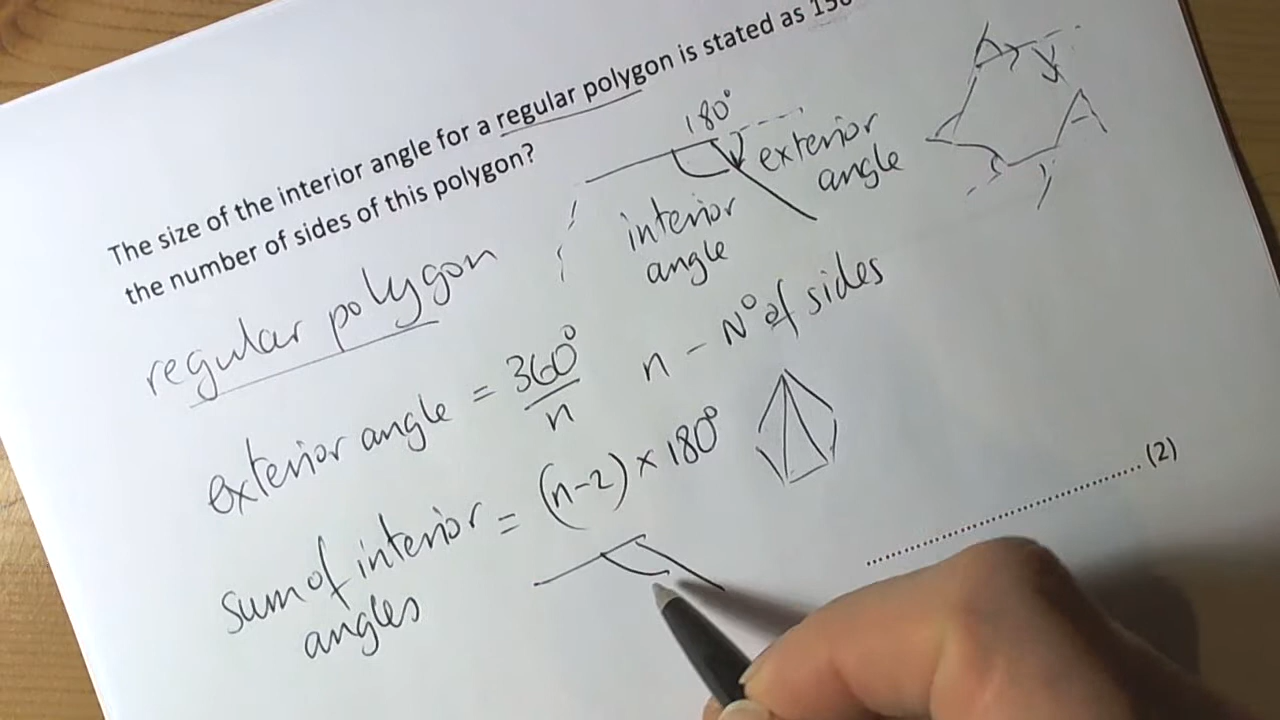 The size of the interior angle for a regular polygon is stated as
the number of sides of this polygon?
180°
exterior
angle
interior
angle
regular polygon
exterior angle = 360°/n
n - N° of sides
sum of interior = (n-2) × 180°
angles
(2)